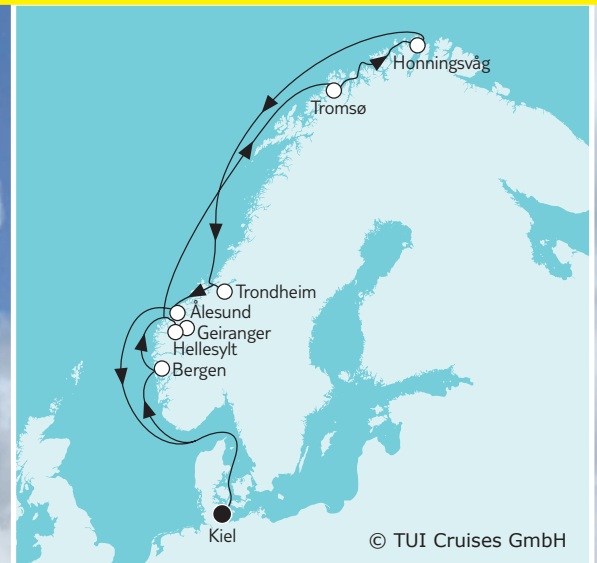 Honningsvåg
Tromsø
Trondheim
Ålesund
Geiranger
Hellesylt
Bergen
Kiel
© TUI Cruises GmbH